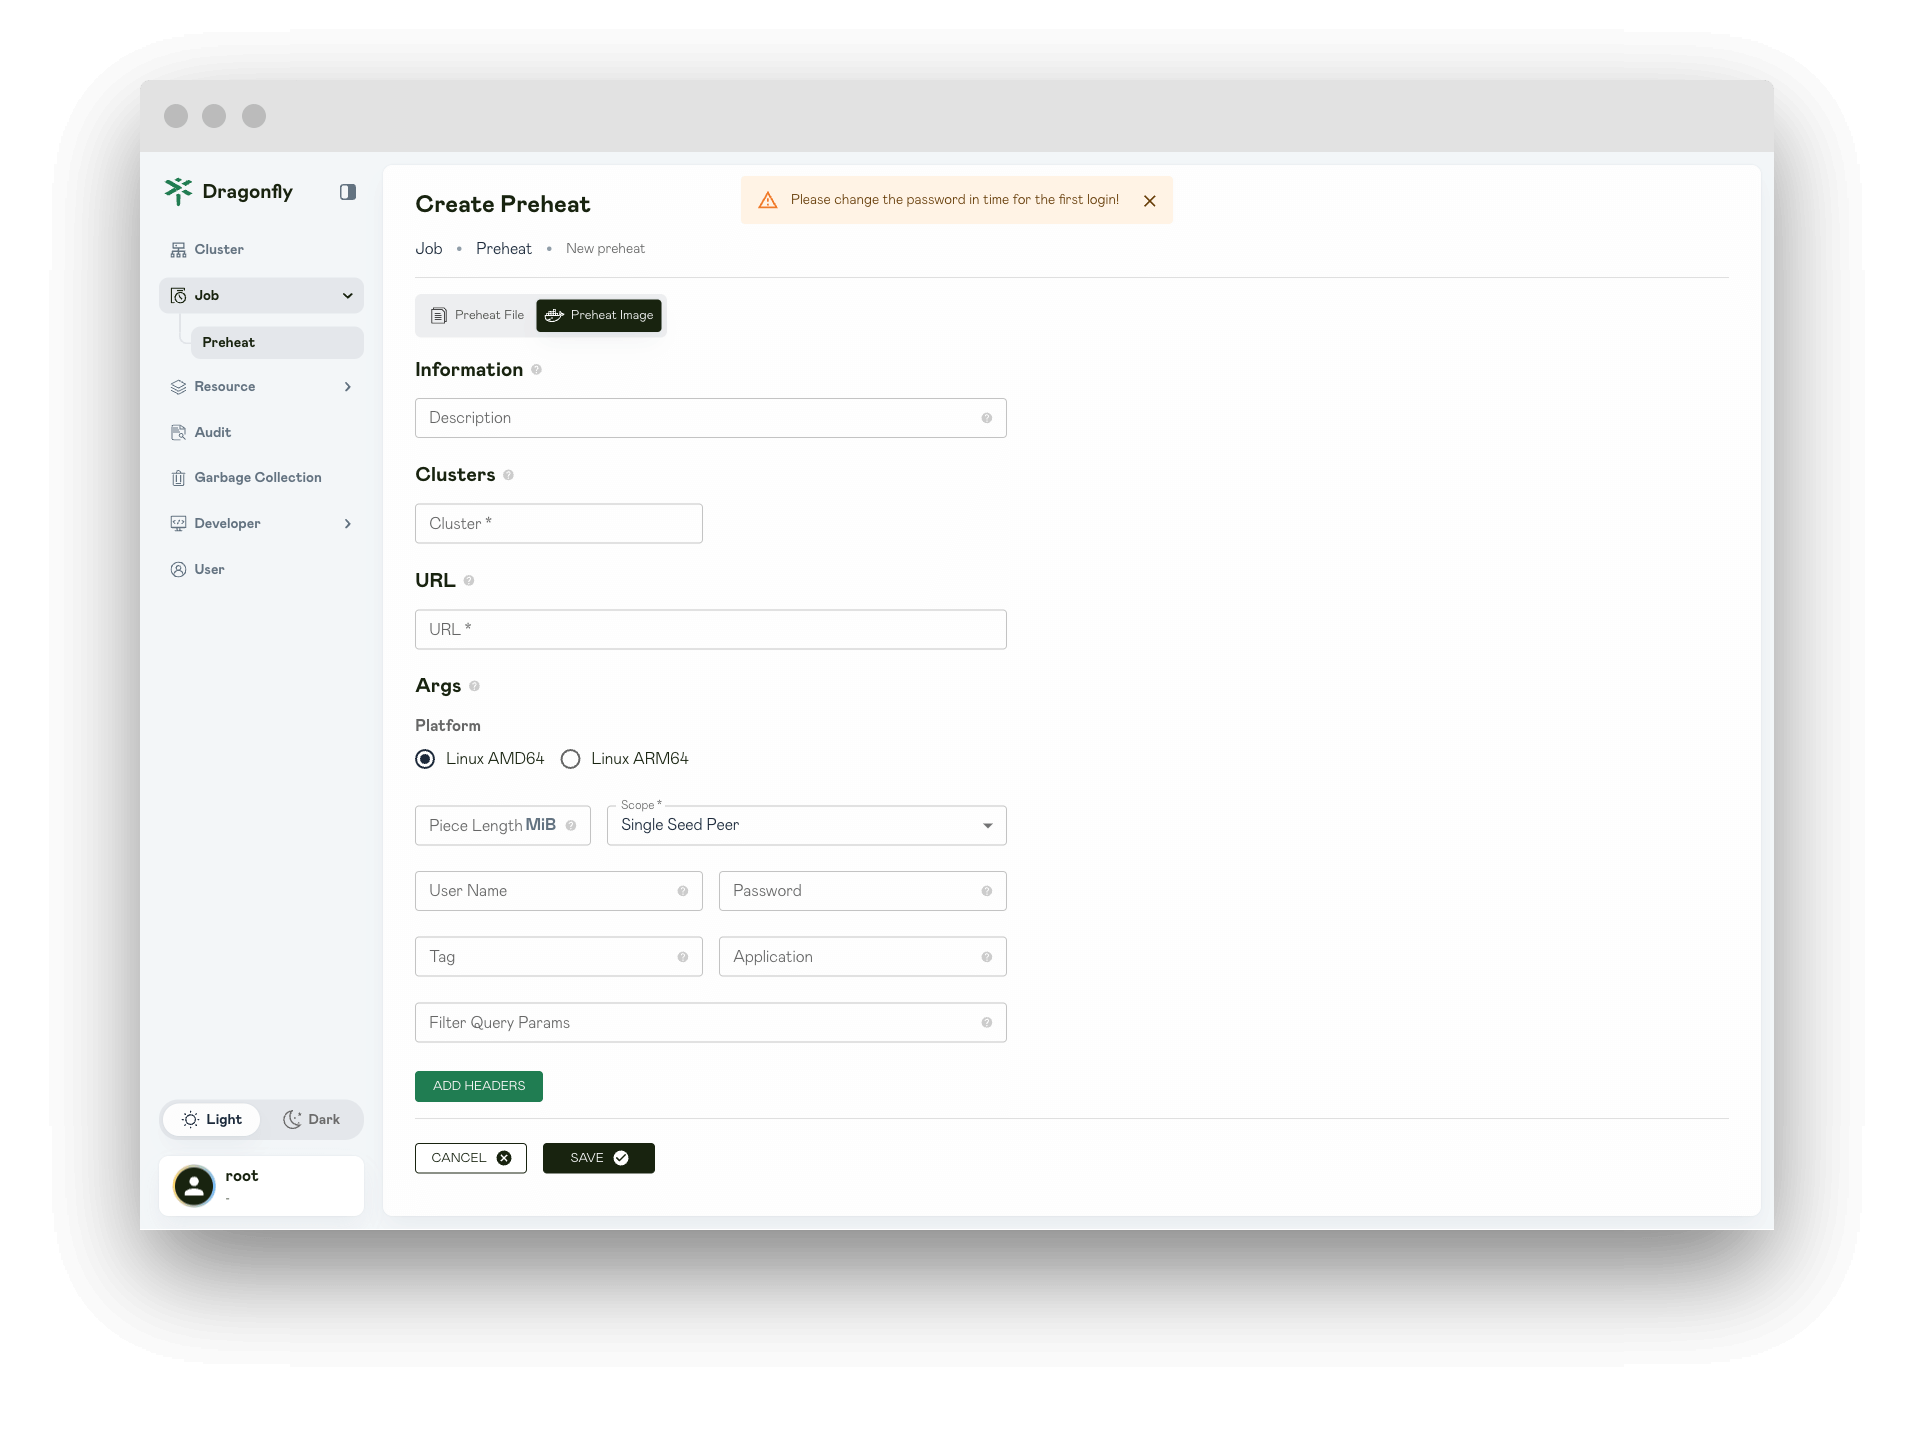 Dragonfly
Cluster
Job
Preheat
Resource
Audit
Garbage Collection
Developer
User
Light
Dark
root
-
Create Preheat
Please change the password in time for the first login!
Job • Preheat • New preheat
Preheat File
Preheat Image
Information ?
Description ?
Clusters ?
Cluster *
URL ?
URL *
Args ?
Platform
Linux AMD64
Linux ARM64
Piece Length MiB ?
Scope *
Single Seed Peer
User Name ?
Password ?
Tag ?
Application ?
Filter Query Params ?
ADD HEADERS
CANCEL
SAVE